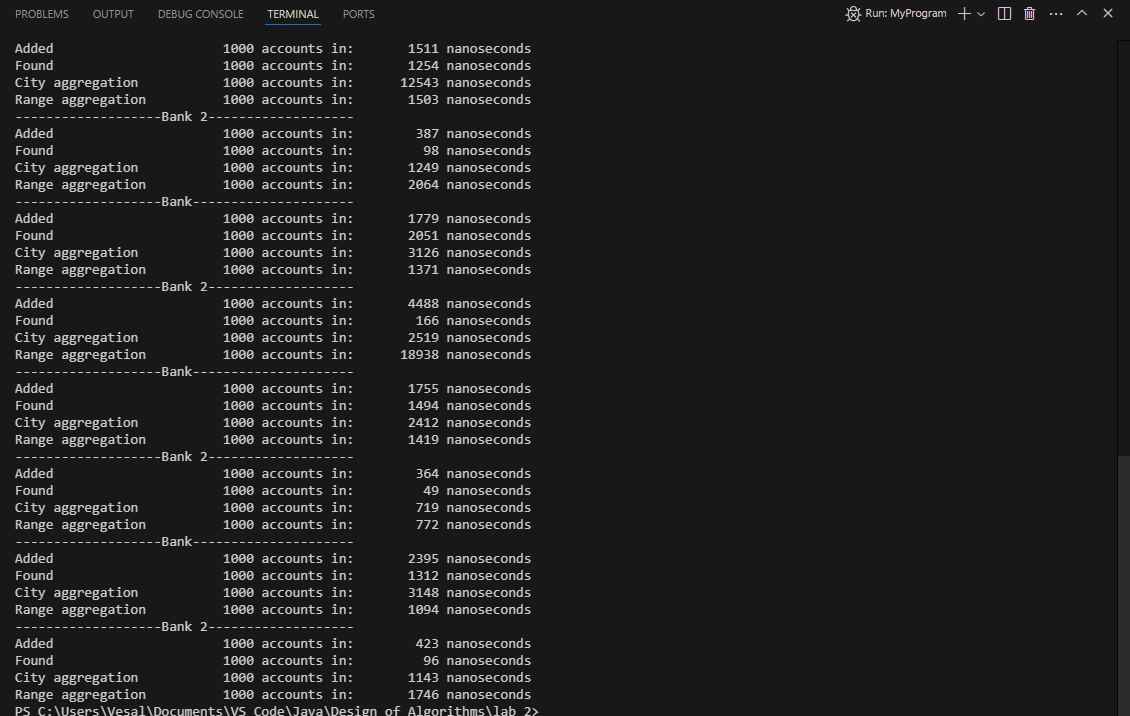 PROBLEMS OUTPUT DEBUG CONSOLE TERMINAL PORTS Run: MyProgram
Added 1000 accounts in: 1511 nanoseconds
Found 1000 accounts in: 1254 nanoseconds
City aggregation 1000 accounts in: 12543 nanoseconds
Range aggregation 1000 accounts in: 1503 nanoseconds
-------------------Bank 2-------------------
Added 1000 accounts in: 387 nanoseconds
Found 1000 accounts in: 98 nanoseconds
City aggregation 1000 accounts in: 1249 nanoseconds
Range aggregation 1000 accounts in: 2064 nanoseconds
-------------------Bank---------------------
Added 1000 accounts in: 1779 nanoseconds
Found 1000 accounts in: 2051 nanoseconds
City aggregation 1000 accounts in: 3126 nanoseconds
Range aggregation 1000 accounts in: 1371 nanoseconds
-------------------Bank 2-------------------
Added 1000 accounts in: 4488 nanoseconds
Found 1000 accounts in: 166 nanoseconds
City aggregation 1000 accounts in: 2519 nanoseconds
Range aggregation 1000 accounts in: 18938 nanoseconds
-------------------Bank---------------------
Added 1000 accounts in: 1755 nanoseconds
Found 1000 accounts in: 1494 nanoseconds
City aggregation 1000 accounts in: 2412 nanoseconds
Range aggregation 1000 accounts in: 1419 nanoseconds
-------------------Bank 2-------------------
Added 1000 accounts in: 364 nanoseconds
Found 1000 accounts in: 49 nanoseconds
City aggregation 1000 accounts in: 719 nanoseconds
Range aggregation 1000 accounts in: 772 nanoseconds
-------------------Bank---------------------
Added 1000 accounts in: 2395 nanoseconds
Found 1000 accounts in: 1312 nanoseconds
City aggregation 1000 accounts in: 3148 nanoseconds
Range aggregation 1000 accounts in: 1094 nanoseconds
-------------------Bank 2-------------------
Added 1000 accounts in: 423 nanoseconds
Found 1000 accounts in: 96 nanoseconds
City aggregation 1000 accounts in: 1143 nanoseconds
Range aggregation 1000 accounts in: 1746 nanoseconds
PS C:\Users\Vesal\Documents\VS Code\Java\Design of Algorithms\lab 2>